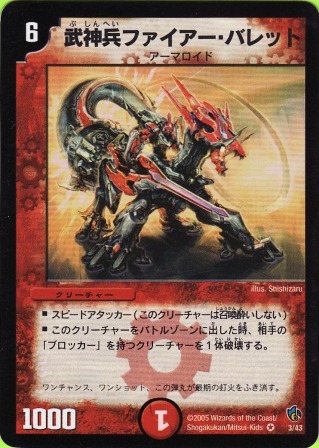 6
ぶしんへい
武神兵ファイアー・バレット
アーマロイド
illus. Shishizaru
クリーチャー
■ スピードアタッカー(このクリーチャーは召喚酔いしない)
■ このクリーチャーをバトルゾーンに出した時、相手の
「ブロッカー」を持つクリーチャーを1体破壊する。
ワンチャンス、ワンショット、この弾丸が最期の灯火をふき消す。
1000
1
©2005 Wizards of the Coast/
Shogakukan/Mitsui-Kids
3/43